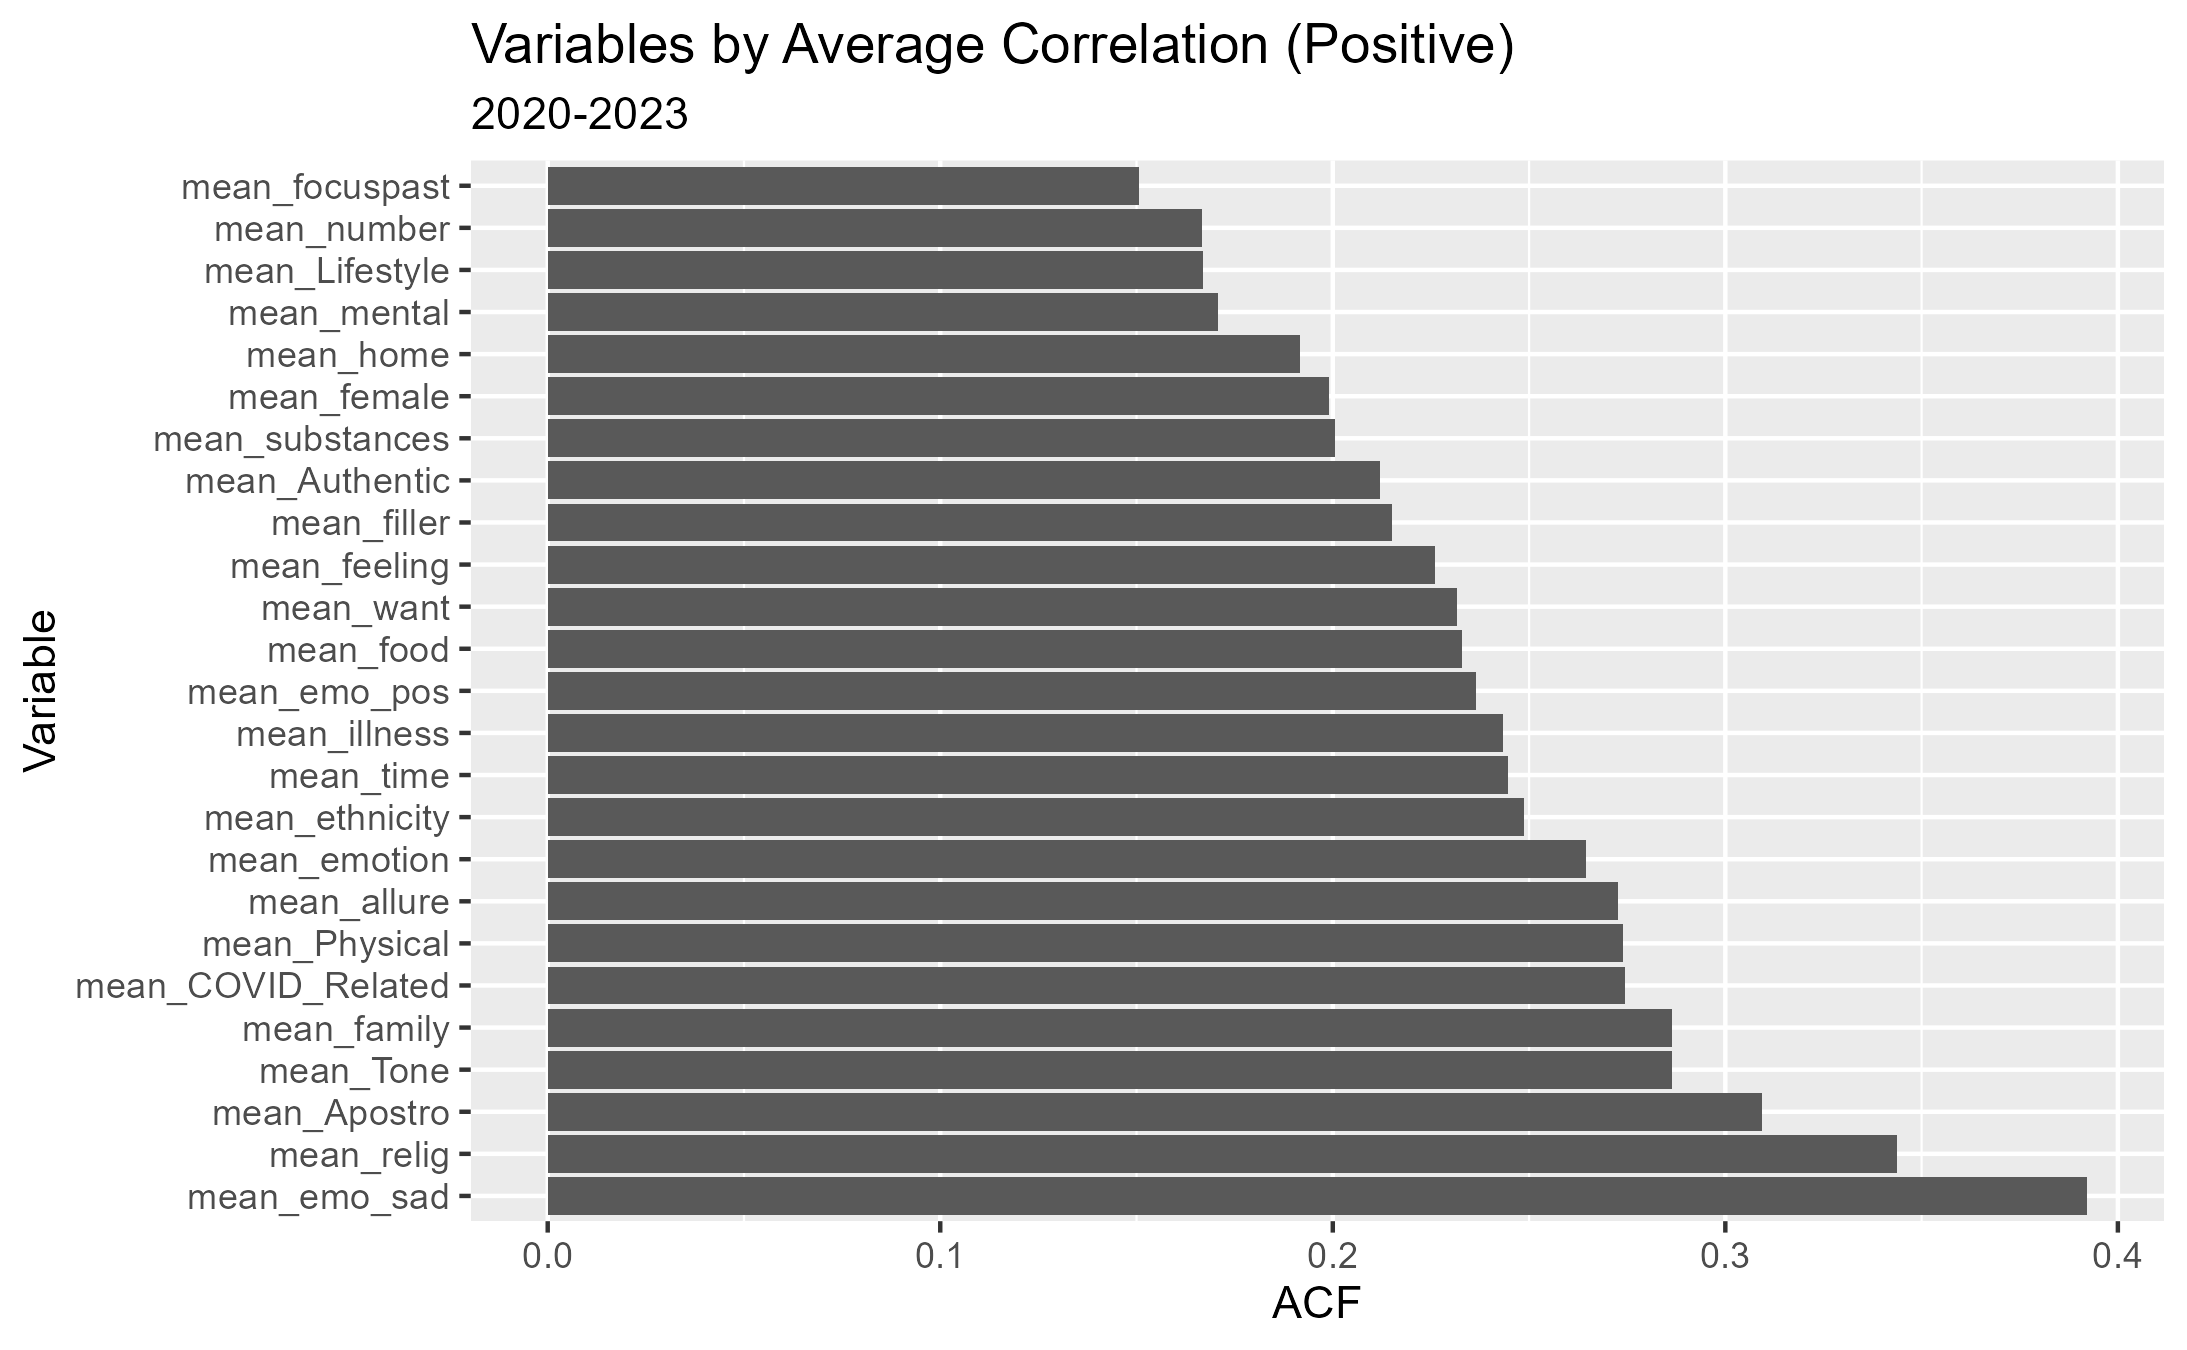 Variables by Average Correlation (Positive)
2020-2023
Variable
mean_focuspast
mean_number
mean_Lifestyle
mean_mental
mean_home
mean_female
mean_substances
mean_Authentic
mean_filler
mean_feeling
mean_want
mean_food
mean_emo_pos
mean_illness
mean_time
mean_ethnicity
mean_emotion
mean_allure
mean_Physical
mean_COVID_Related
mean_family
mean_Tone
mean_Apostro
mean_relig
mean_emo_sad
0.0 0.1 0.2 0.3 0.4
ACF